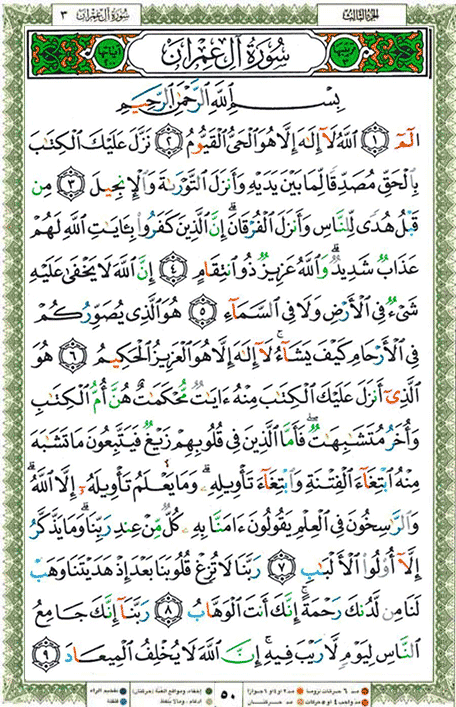 الجزء الثالث
سورة آل عمران ٣
سُورَةُ آلِ عِمْرَان
بِسْمِ اللَّهِ الرَّحْمَٰنِ الرَّحِيمِ
الٓمٓ ﴿١﴾ ٱللَّهُ لَآ إِلَٰهَ إِلَّا هُوَ ٱلْحَىُّ ٱلْقَيُّومُ ﴿٢﴾ نَزَّلَ عَلَيْكَ ٱلْكِتَٰبَ
بِٱلْحَقِّ مُصَدِّقًا لِّمَا بَيْنَ يَدَيْهِ وَأَنزَلَ ٱلتَّوْرَىٰةَ وَٱلْإِنجِيلَ ﴿٣﴾ مِن
قَبْلُ هُدًى لِّلنَّاسِ وَأَنزَلَ ٱلْفُرْقَانَ ۗ إِنَّ ٱلَّذِينَ كَفَرُوا۟ بِـَٔايَٰتِ ٱللَّهِ لَهُمْ
عَذَابٌ شَدِيدٌ ۗ وَٱللَّهُ عَزِيزٌ ذُو ٱنتِقَامٍ ﴿٤﴾ إِنَّ ٱللَّهَ لَا يَخْفَىٰ عَلَيْهِ
شَىْءٌ فِى ٱلْأَرْضِ وَلَا فِى ٱلسَّمَآءِ ﴿٥﴾ هُوَ ٱلَّذِى يُصَوِّرُكُمْ
فِى ٱلْأَرْحَامِ كَيْفَ يَشَآءُ ۚ لَآ إِلَٰهَ إِلَّا هُوَ ٱلْعَزِيزُ ٱلْحَكِيمُ ﴿٦﴾ هُوَ
ٱلَّذِىٓ أَنزَلَ عَلَيْكَ ٱلْكِتَٰبَ مِنْهُ ءَايَٰتٌ مُّحْكَمَٰتٌ هُنَّ أُمُّ ٱلْكِتَٰبِ
وَأُخَرُ مُتَشَٰبِهَٰتٌ ۖ فَأَمَّا ٱلَّذِينَ فِى قُلُوبِهِمْ زَيْغٌ فَيَتَّبِعُونَ مَا تَشَٰبَهَ
مِنْهُ ٱبْتِغَآءَ ٱلْفِتْنَةِ وَٱبْتِغَآءَ تَأْوِيلِهِۦ ۗ وَمَا يَعْلَمُ تَأْوِيلَهُۥٓ إِلَّا ٱللَّهُ ۗ
وَٱلرَّٰسِخُونَ فِى ٱلْعِلْمِ يَقُولُونَ ءَامَنَّا بِهِۦ كُلٌّ مِّنْ عِندِ رَبِّنَا ۗ وَمَا يَذَّكَّرُ
إِلَّآ أُو۟لُوا۟ ٱلْأَلْبَٰبِ ﴿٧﴾ رَبَّنَا لَا تُزِغْ قُلُوبَنَا بَعْدَ إِذْ هَدَيْتَنَا وَهَبْ
لَنَا مِن لَّدُنكَ رَحْمَةً ۚ إِنَّكَ أَنتَ ٱلْوَهَّابُ ﴿٨﴾ رَبَّنَآ إِنَّكَ جَامِعُ
ٱلنَّاسِ لِيَوْمٍ لَّا رَيْبَ فِيهِ ۚ إِنَّ ٱللَّهَ لَا يُخْلِفُ ٱلْمِيعَادَ ﴿٩﴾
٥٠